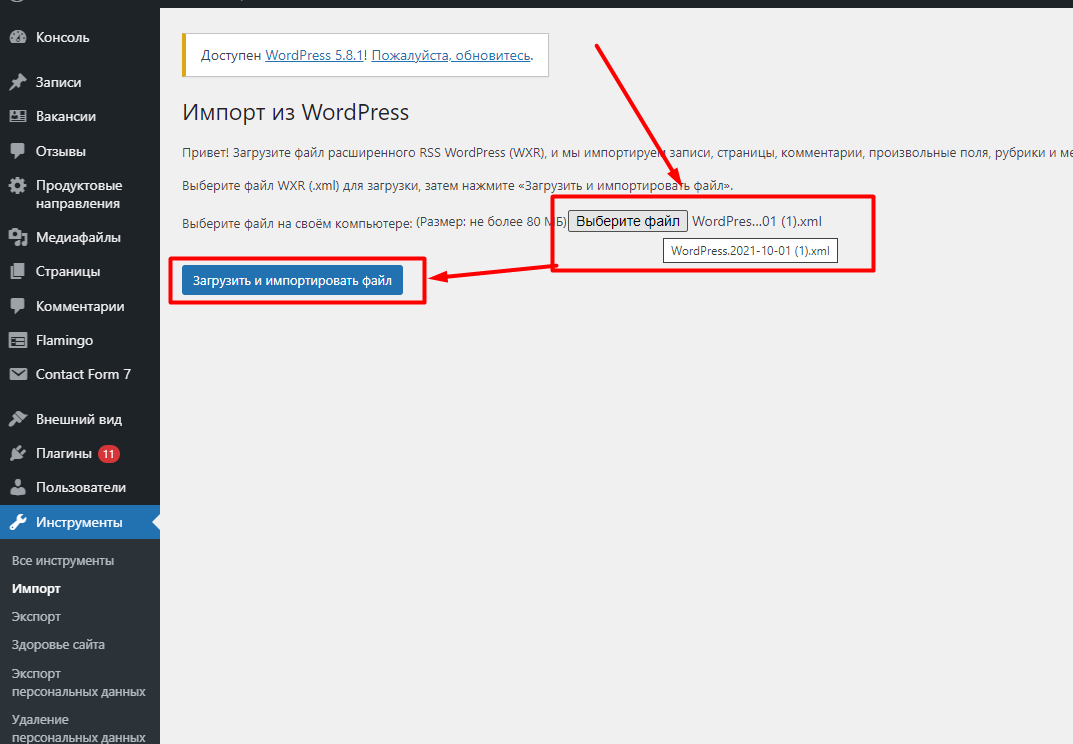 Консоль
Записи
Вакансии
Отзывы
Продуктовые
направления
Медиафайлы
Страницы
Комментарии
Flamingo
Contact Form 7
Внешний вид
Плагины 11
Пользователи
Инструменты
Все инструменты
Импорт
Экспорт
Здоровье сайта
Экспорт
персональных данных
Удаление
персональных данных
Доступен WordPress 5.8.1! Пожалуйста, обновитесь.
Импорт из WordPress
Привет! Загрузите файл расширенного RSS WordPress (WXR), и мы импортируем записи, страницы, комментарии, произвольные поля, рубрики и ме
Выберите файл WXR (.xml) для загрузки, затем нажмите «Загрузить и импортировать файл».
Выберите файл на своём компьютере: (Размер: не более 80 МБ) Выберите файл WordPres...01 (1).xml
WordPress.2021-10-01 (1).xml
Загрузить и импортировать файл